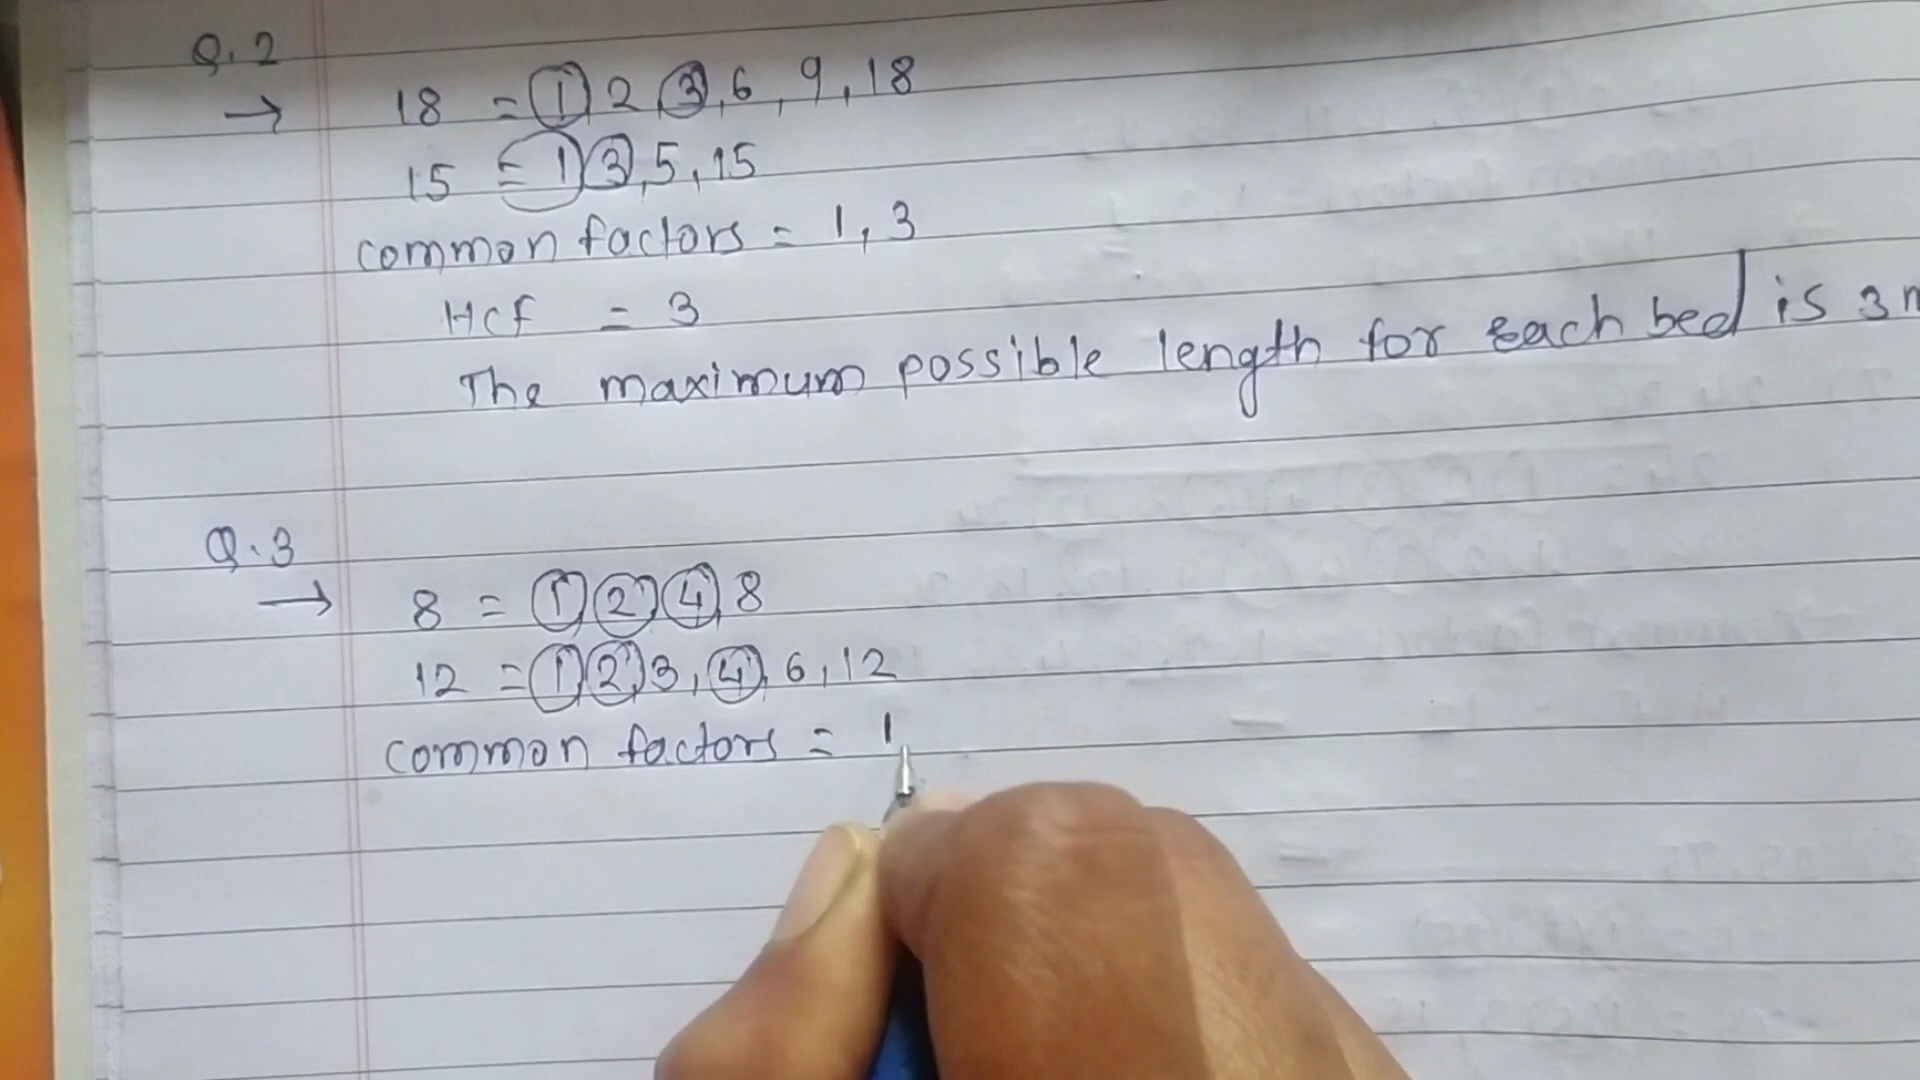 Q.2
→ 18 = 1, 2, 3, 6, 9, 18
15 = 1, 3, 5, 15
common factors = 1, 3
HCF = 3
The maximum possible length for each bed is 3
Q.3
→ 8 = 1, 2, 4, 8
12 = 1, 2, 3, 4, 6, 12
common factors = 1